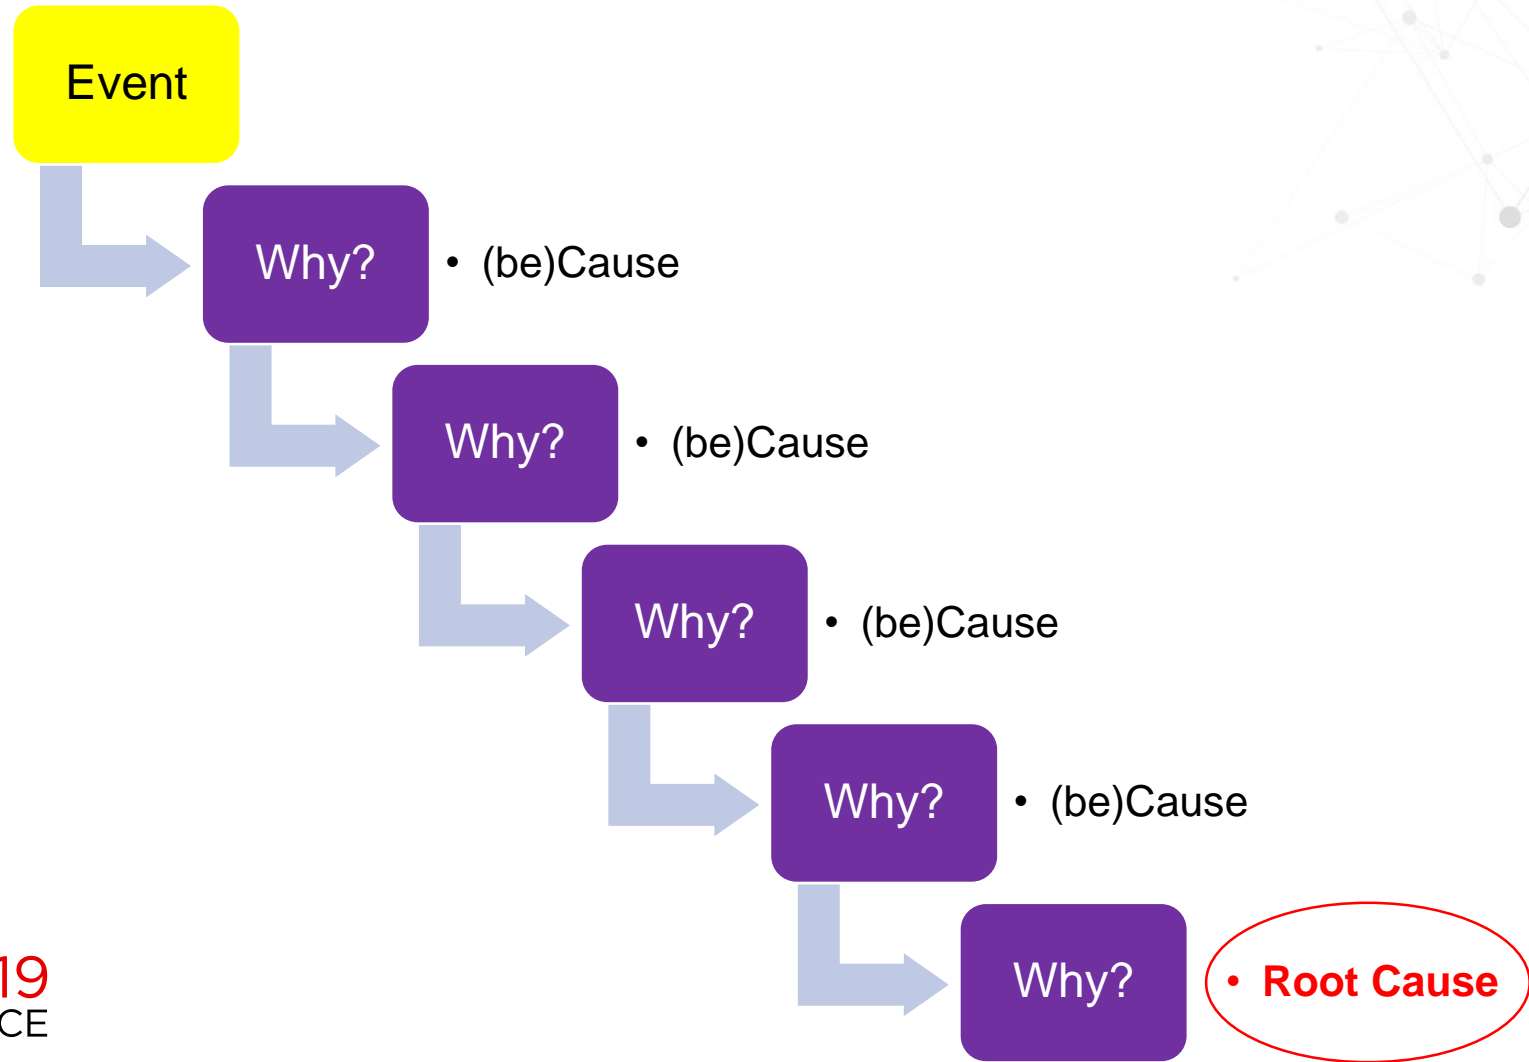 Event
Why?
• (be)Cause
Why?
• (be)Cause
Why?
• (be)Cause
Why?
• (be)Cause
Why?
• Root Cause
19
CE